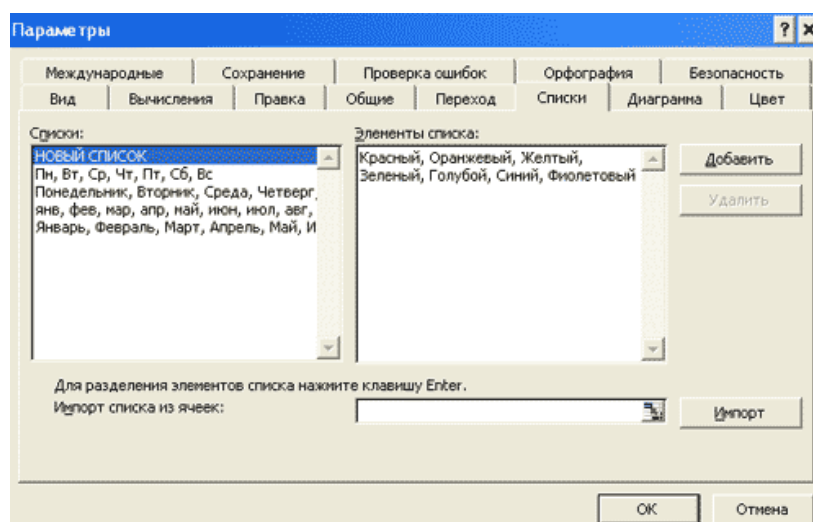 Параметры
Международные Сохранение Проверка ошибок Орфография Безопасность
Вид Вычисления Правка Общие Переход Списки Диаграмма Цвет
Списки: Элементы списка:
НОВЫЙ СПИСОК
Пн, Вт, Ср, Чт, Пт, Сб, Вс
Понедельник, Вторник, Среда, Четверг,
янв, фев, мар, апр, май, июн, июл, авг,
Январь, Февраль, Март, Апрель, Май, И
Красный, Оранжевый, Желтый,
Зеленый, Голубой, Синий, Фиолетовый
Добавить
Удалить
Для разделения элементов списка нажмите клавишу Enter.
Импорт списка из ячеек:
Импорт
OK Отмена